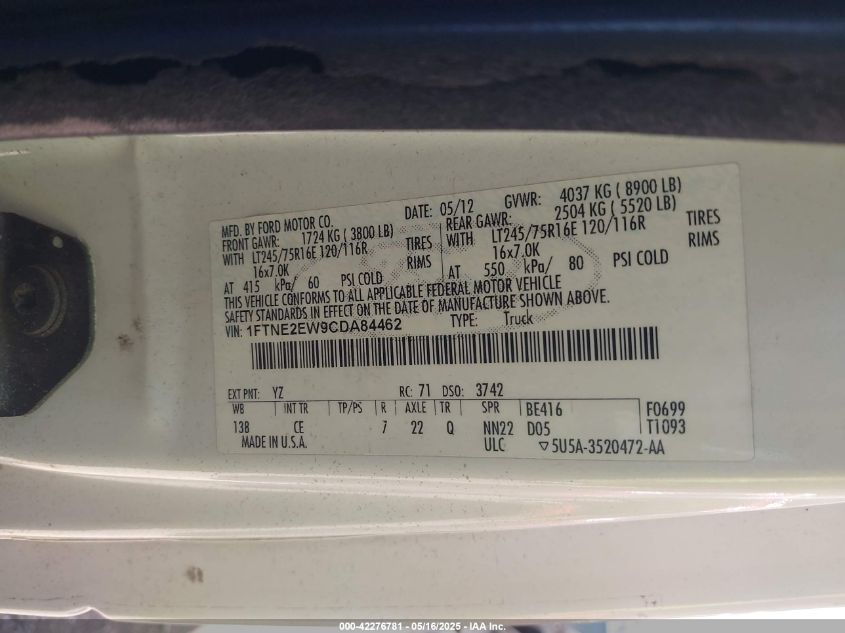 MFD. BY FORD MOTOR CO. DATE: 05/12 GVWR: 4037 KG ( 8900 LB)
FRONT GAWR: 1724 KG ( 3800 LB) REAR GAWR: 2504 KG ( 5520 LB)
WITH LT245/75R16E 120/116R TIRES WITH LT245/75R16E 120/116R TIRES
16x7.0K RIMS 16x7.0K RIMS
AT 415 kPa/ 60 PSI COLD AT 550 kPa/ 80 PSI COLD
THIS VEHICLE CONFORMS TO ALL APPLICABLE FEDERAL MOTOR VEHICLE
SAFETY STANDARDS IN EFFECT ON THE DATE OF MANUFACTURE SHOWN ABOVE.
VIN: 1FTNE2EW9CDA84462 TYPE: Truck
EXT PNT: YZ RC: 71 DSO: 3742
WB INT TR TP/PS R AXLE TR SPR BE416 F0699
138 CE 7 22 Q NN22 D05 T1093
MADE IN U.S.A. ULC ▽5U5A-3520472-AA
000-42276781 - 05/16/2025 - IAA Inc.